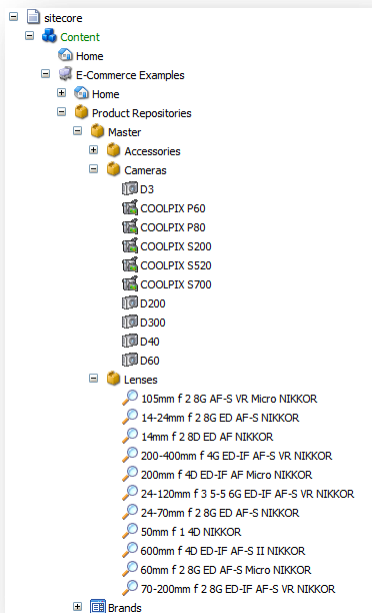 sitecore
Content
Home
E-Commerce Examples
Home
Product Repositories
Master
Accessories
Cameras
D3
COOLPIX P60
COOLPIX P80
COOLPIX S200
COOLPIX S520
COOLPIX S700
D200
D300
D40
D60
Lenses
105mm f 2 8G AF-S VR Micro NIKKOR
14-24mm f 2 8G ED AF-S NIKKOR
14mm f 2 8D ED AF NIKKOR
200-400mm f 4G ED-IF AF-S VR NIKKOR
200mm f 4D ED-IF AF Micro NIKKOR
24-120mm f 3 5-5 6G ED-IF AF-S VR NIKKOR
24-70mm f 2 8G ED AF-S NIKKOR
50mm f 1 4D NIKKOR
600mm f 4D ED-IF AF-S II NIKKOR
60mm f 2 8G ED AF-S Micro NIKKOR
70-200mm f 2 8G ED-IF AF-S VR NIKKOR
Brands